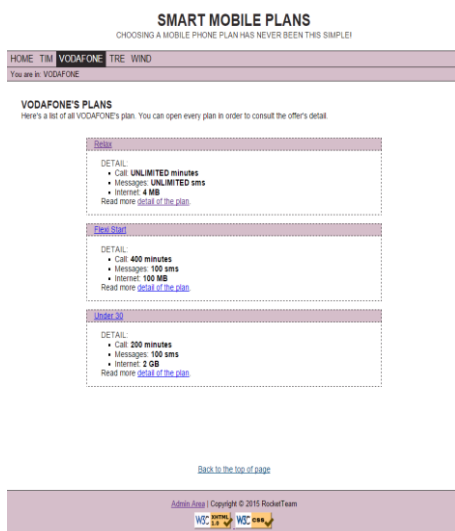 SMART MOBILE PLANS
CHOOSING A MOBILE PHONE PLAN HAS NEVER BEEN THIS SIMPLE!
HOME TIM VODAFONE TRE WIND
You are in: VODAFONE
VODAFONE'S PLANS
Here's a list of all VODAFONE's plan. You can open every plan in order to consult the offer's detail.
Relax
DETAIL:
• Call: UNLIMITED minutes
• Messages: UNLIMITED sms
• Internet: 4 MB
Read more detail of the plan.
Flexi Start
DETAIL:
• Call: 400 minutes
• Messages: 100 sms
• Internet: 100 MB
Read more detail of the plan.
Under 30
DETAIL:
• Call: 200 minutes
• Messages: 100 sms
• Internet: 2 GB
Read more detail of the plan.
Back to the top of page
Admin Area | Copyright © 2015 RocketTeam
W3C XHTML 1.0 W3C css